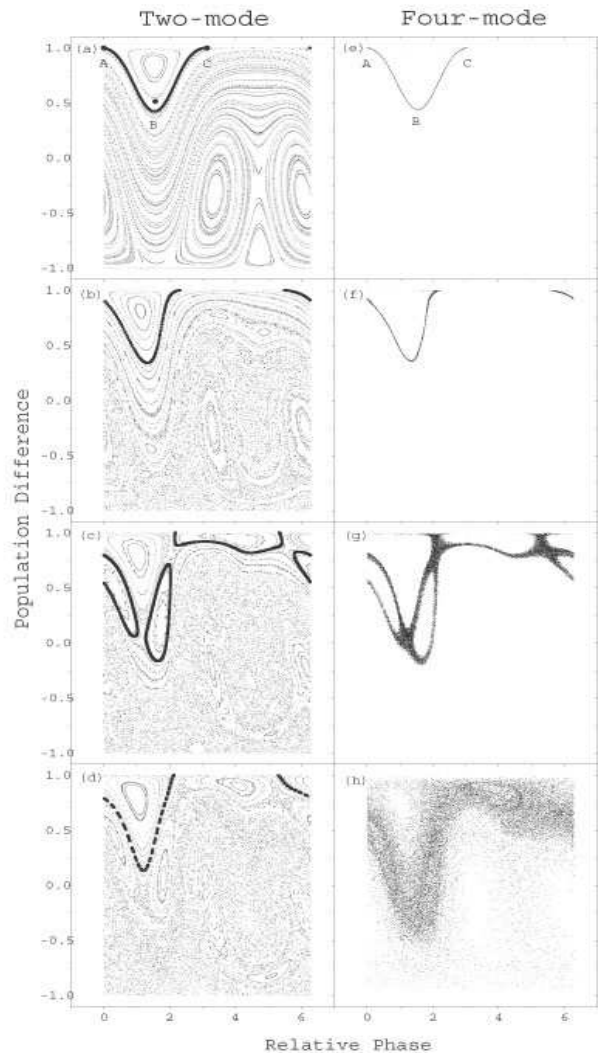 Two-mode Four-mode
1.0 (a) (e)
A C A C
0.5
B B
0.0
-0.5
-1.0
(b) (f)
1.0
0.5
0.0
-0.5
-1.0
(c) (g)
1.0
0.5
0.0
-0.5
-1.0
(d) (h)
1.0
0.5
0.0
-0.5
-1.0
0 2 4 6 0 2 4 6
Population Difference
Relative Phase